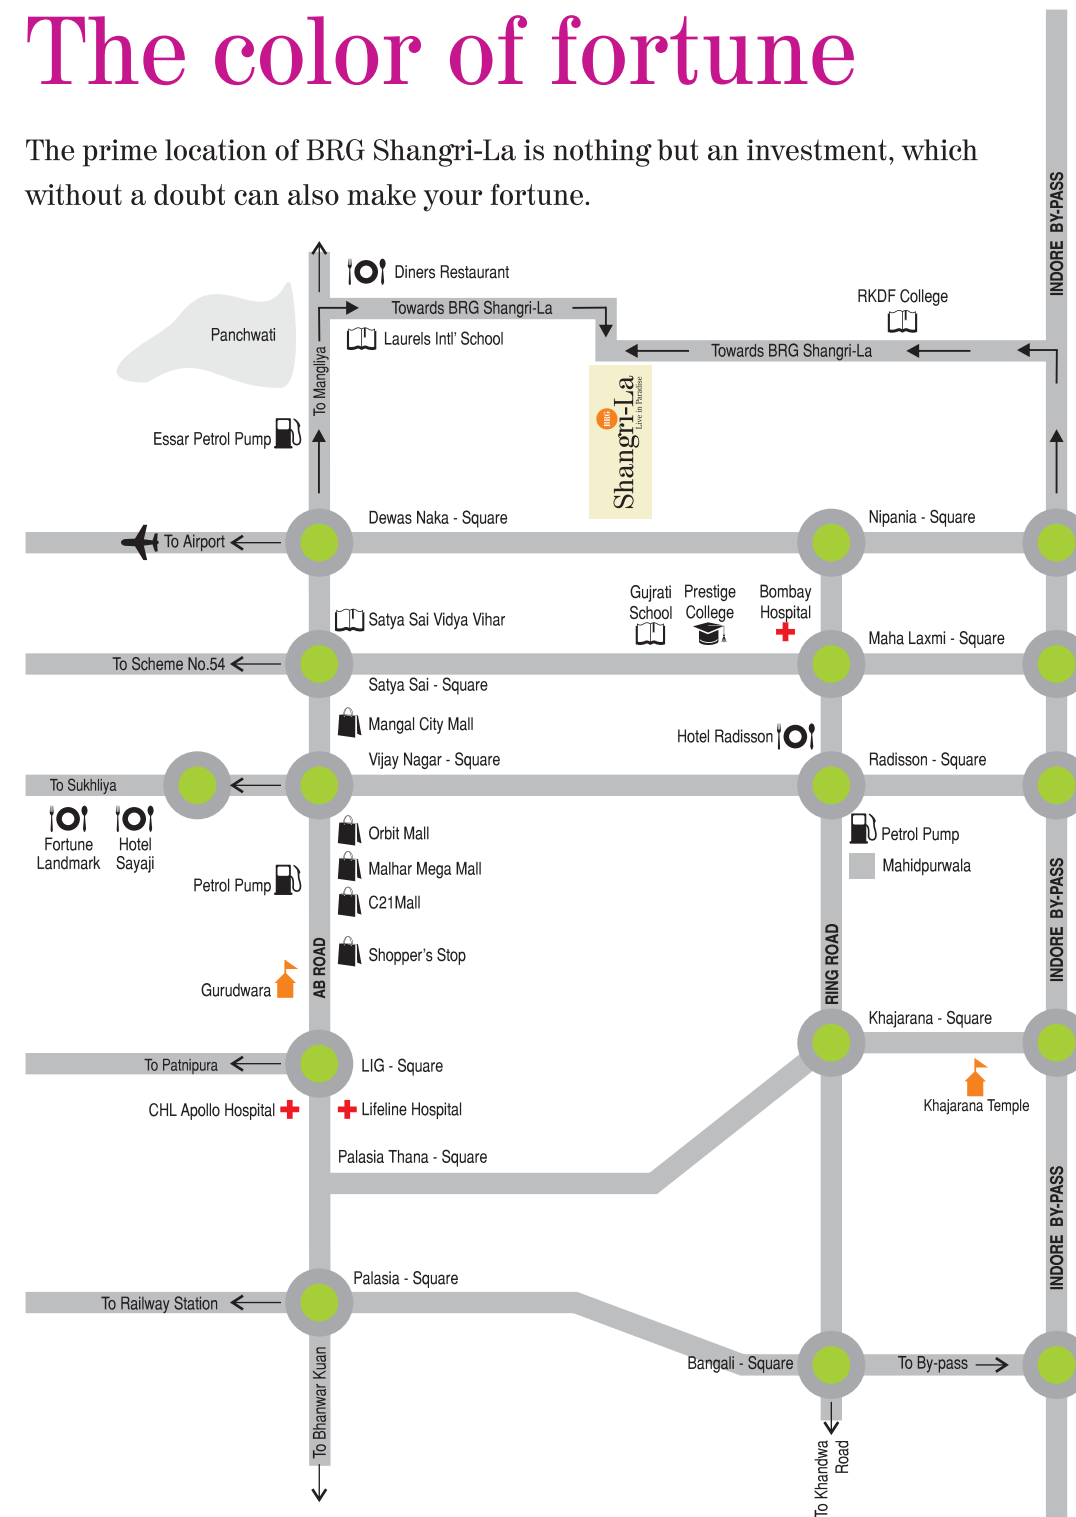 The color of fortune
The prime location of BRG Shangri-La is nothing but an investment, which
without a doubt can also make your fortune.
INDORE BY-PASS
Diners Restaurant
RKDF College
Towards BRG Shangri-La
Panchwati
Laurels Intl' School
Towards BRG Shangri-La
To Mangliya
BRG
Shangri-La
Live in Paradise
Essar Petrol Pump
Dewas Naka - Square
Nipania - Square
To Airport
Gujrati
School
Prestige
College
Bombay
Hospital
Satya Sai Vidya Vihar
Maha Laxmi - Square
To Scheme No.54
Satya Sai - Square
Mangal City Mall
Hotel Radisson
Vijay Nagar - Square
Radisson - Square
To Sukhliya
Fortune
Landmark
Hotel
Sayaji
Orbit Mall
Petrol Pump
Malhar Mega Mall
Mahidpurwala
Petrol Pump
C21Mall
INDORE BY-PASS
Shopper's Stop
AB ROAD
RING ROAD
Gurudwara
Khajarana - Square
To Patnipura
LIG - Square
Khajarana Temple
CHL Apollo Hospital
Lifeline Hospital
Palasia Thana - Square
INDORE BY-PASS
Palasia - Square
To Railway Station
Bangali - Square
To By-pass
To Bhanwar Kuan
To Khandwa
Road